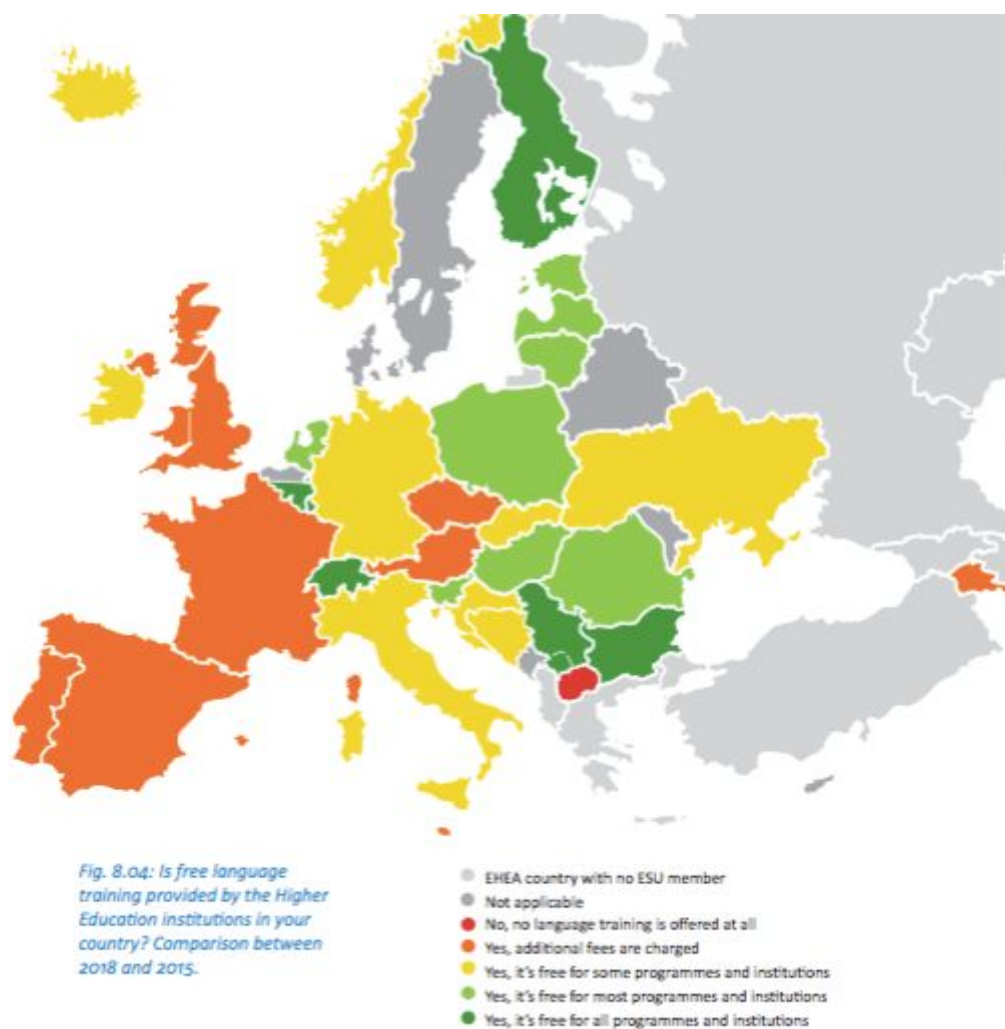 Fig. 8.04: Is free language
training provided by the Higher
Education institutions in your
country? Comparison between
2018 and 2015.
EHEA country with no ESU member
Not applicable
No, no language training is offered at all
Yes, additional fees are charged
Yes, it's free for some programmes and institutions
Yes, it's free for most programmes and institutions
Yes, it's free for all programmes and institutions